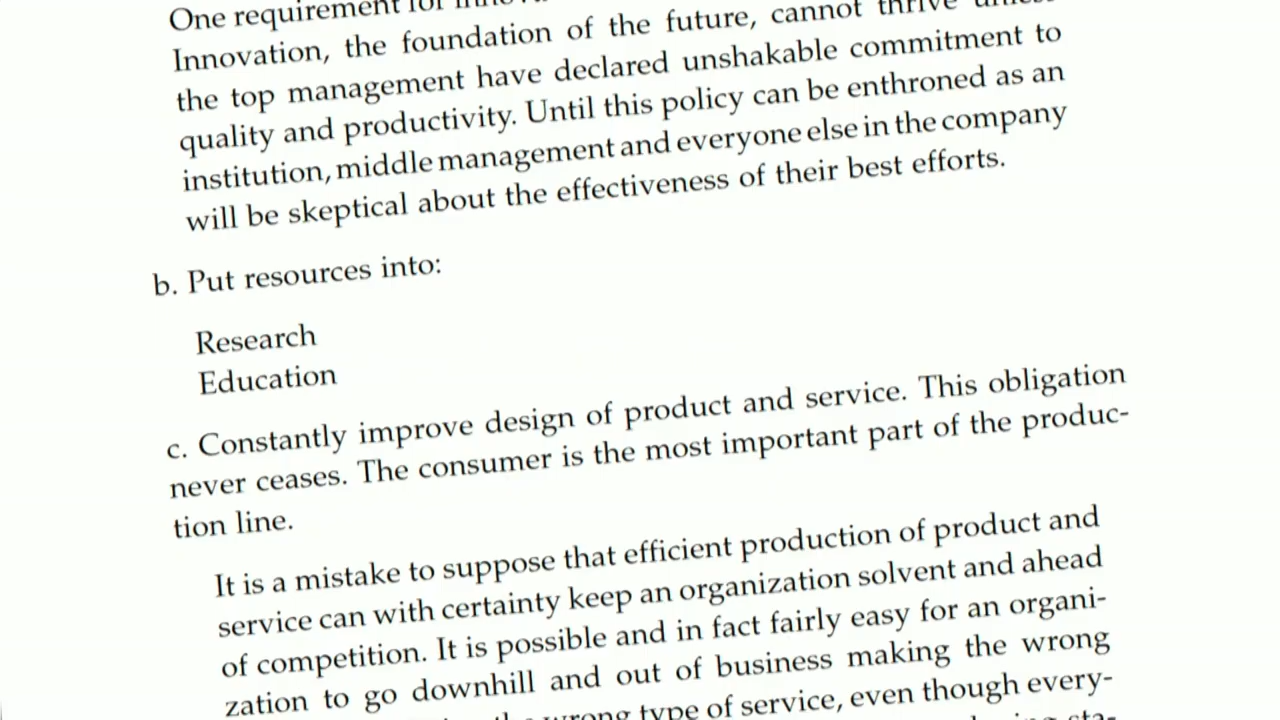 One requirement for
Innovation, the foundation of the future, cannot thrive unless
the top management have declared unshakable commitment to
quality and productivity. Until this policy can be enthroned as an
institution, middle management and everyone else in the company
will be skeptical about the effectiveness of their best efforts.
b. Put resources into:
Research
Education
c. Constantly improve design of product and service. This obligation
never ceases. The consumer is the most important part of the produc-
tion line.
It is a mistake to suppose that efficient production of product and
service can with certainty keep an organization solvent and ahead
of competition. It is possible and in fact fairly easy for an organi-
zation to go downhill and out of business making the wrong
wrong type of service, even though every-